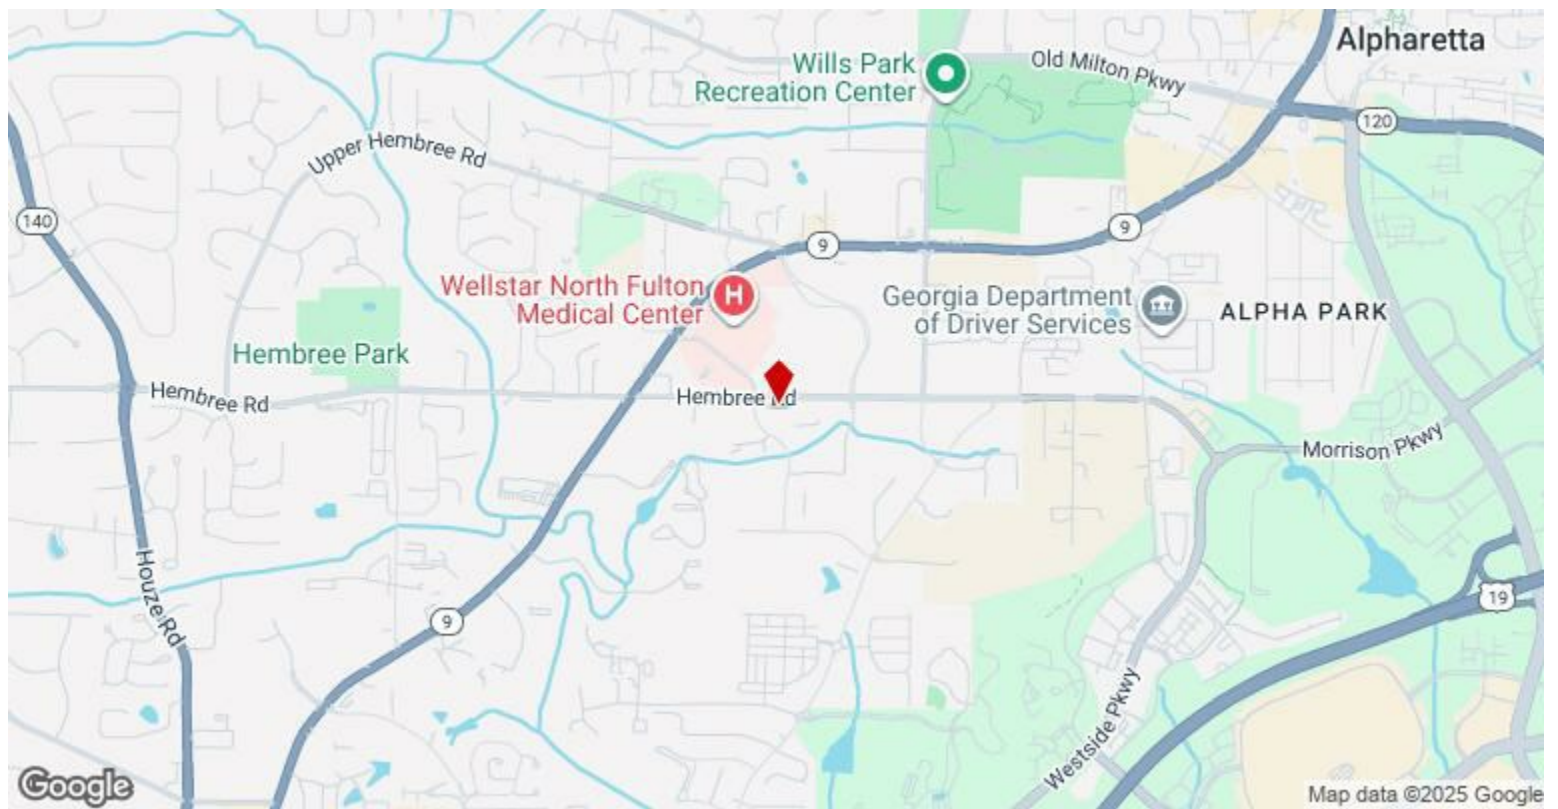 Alpharetta
Wills Park
Recreation Center
Old Milton Pkwy
120
Upper Hembree Rd
140
9
9
Wellstar North Fulton
Medical Center
H
Georgia Department
of Driver Services
ALPHA PARK
Hembree Park
Hembree Rd
Hembree Rd
Morrison Pkwy
Houze Rd
19
9
Westside Pkwy
Google
Map data ©2025 Google